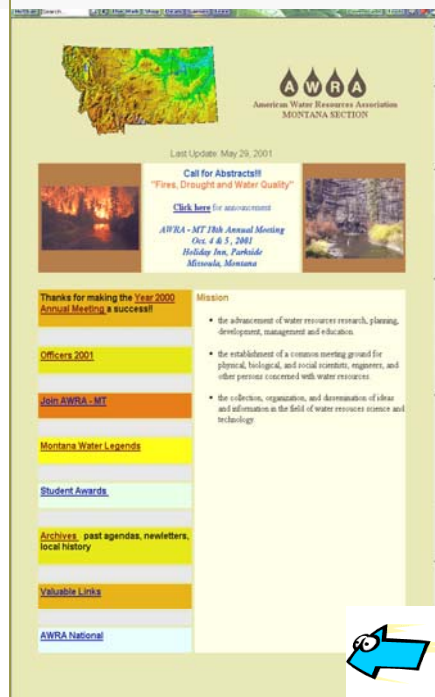 AWRA
American Water Resources Association
MONTANA SECTION
Last Update May 29, 2001
Call for Abstracts!!!
"Fires, Drought and Water Quality"
Click here for announcement
AWRA - MT 18th Annual Meeting
Oct. 4 & 5, 2001
Holiday Inn, Parkside
Missoula, Montana
Thanks for making the Year 2000
Annual Meeting a success!!
Officers 2001
Join AWRA - MT
Montana Water Legends
Student Awards
Archives past agendas, newletters,
local history
Valuable Links
AWRA National
Mission
• the advancement of water resources research, planning,
development, management and education.
• the establishment of a common meeting ground for
physical, biological, and social scientists, engineers, and
other persons concerned with water resources.
• the collection, organization, and dissemination of ideas
and information in the field of water resouces science and
technology.